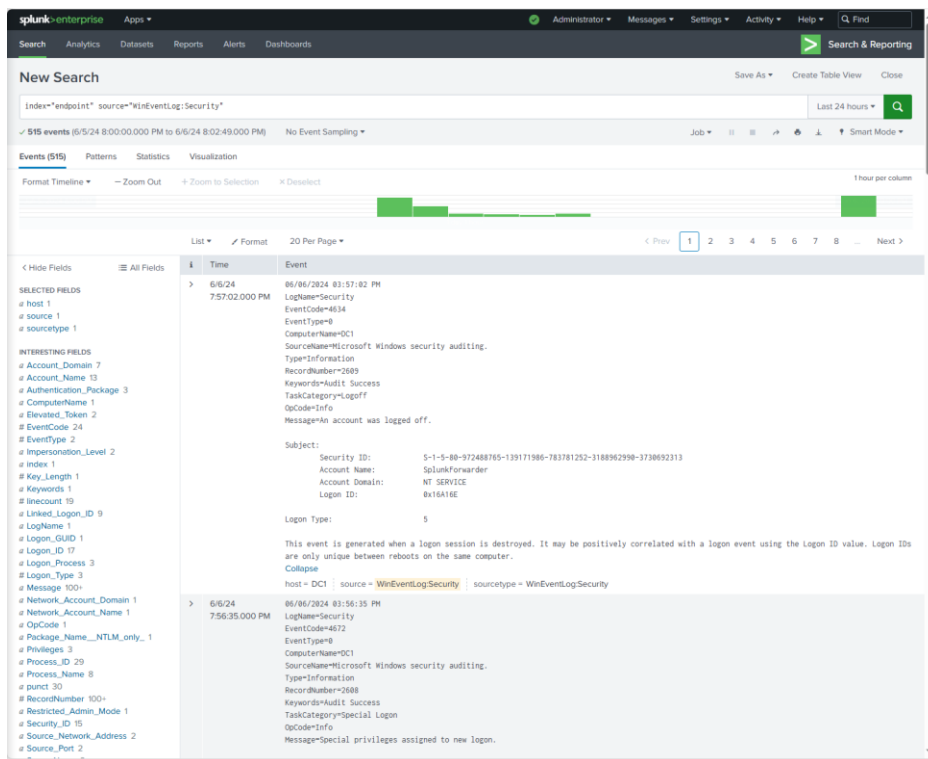 splunk>enterprise Apps ▾ Administrator ▾ Messages ▾ Settings ▾ Activity ▾ Help ▾ Find
Search Analytics Datasets Reports Alerts Dashboards > Search & Reporting
New Search Save As ▾ Create Table View Close
index="endpoint" source="WinEventLog:Security" Last 24 hours ▾
✓ 515 events (6/5/24 8:00:00.000 PM to 6/6/24 8:02:49.000 PM) No Event Sampling ▾ Job ▾ Smart Mode ▾
Events (515) Patterns Statistics Visualization
Format Timeline ▾ — Zoom Out + Zoom to Selection × Deselect 1 hour per column
List ▾ Format 20 Per Page ▾ < Prev 1 2 3 4 5 6 7 8 ... Next >
< Hide Fields All Fields
SELECTED FIELDS
a host 1
a source 1
a sourcetype 1
INTERESTING FIELDS
a Account_Domain 7
a Account_Name 13
a Authentication_Package 3
a ComputerName 1
a Elevated_Token 2
# EventCode 24
# EventType 2
a Impersonation_Level 2
a index 1
# Key_Length 1
a Keywords 1
# linecount 19
a Linked_Logon_ID 9
a LogName 1
a Logon_GUID 1
a Logon_ID 17
a Logon_Process 3
# Logon_Type 3
a Message 100+
a Network_Account_Domain 1
a Network_Account_Name 1
a OpCode 1
a Package_Name__NTLM_only_ 1
a Privileges 3
a Process_ID 29
a Process_Name 8
a punct 30
# RecordNumber 100+
a Restricted_Admin_Mode 1
a Security_ID 15
a Source_Network_Address 2
a Source_Port 2
i Time Event
> 6/6/24 7:57:02.000 PM
06/06/2024 03:57:02 PM
LogName=Security
EventCode=4634
EventType=0
ComputerName=DC1
SourceName=Microsoft Windows security auditing.
Type=Information
RecordNumber=2609
Keywords=Audit Success
TaskCategory=Logoff
OpCode=Info
Message=An account was logged off.
Subject:
Security ID: S-1-5-80-972488765-139171986-783781252-3188962990-3730692313
Account Name: SplunkForwarder
Account Domain: NT SERVICE
Logon ID: 0x16A16E
Logon Type: 5
This event is generated when a logon session is destroyed. It may be positively correlated with a logon event using the Logon ID value. Logon IDs
are only unique between reboots on the same computer.
Collapse
host = DC1 source = WinEventLog:Security sourcetype = WinEventLog:Security
> 6/6/24 7:56:35.000 PM
06/06/2024 03:56:35 PM
LogName=Security
EventCode=4672
EventType=0
ComputerName=DC1
SourceName=Microsoft Windows security auditing.
Type=Information
RecordNumber=2608
Keywords=Audit Success
TaskCategory=Special Logon
OpCode=Info
Message=Special privileges assigned to new logon.